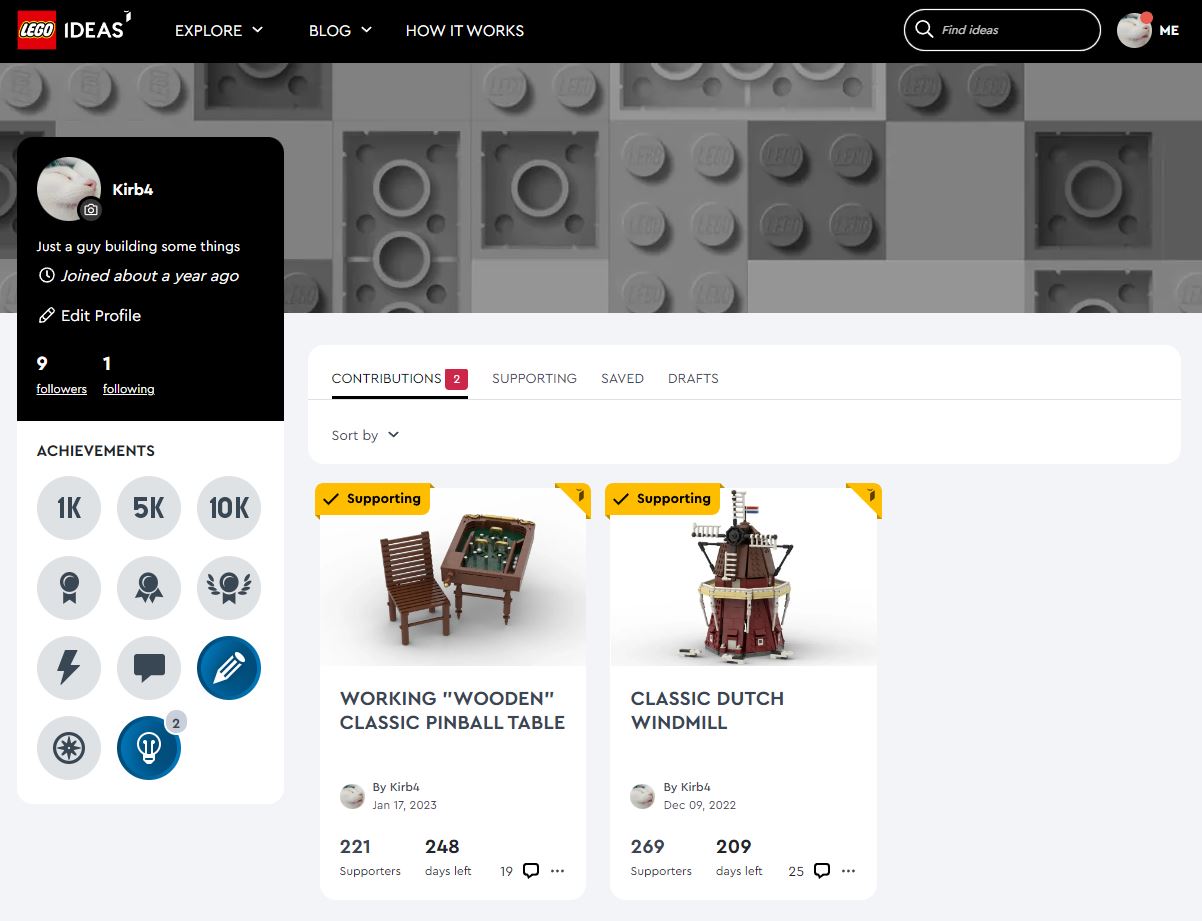 LEGO IDEAS
EXPLORE
BLOG
HOW IT WORKS
Find ideas
ME
Kirb4
Just a guy building some things
Joined about a year ago
Edit Profile
9 1
followers following
ACHIEVEMENTS
1K 5K 10K
2
CONTRIBUTIONS 2 SUPPORTING SAVED DRAFTS
Sort by
Supporting
WORKING "WOODEN"
CLASSIC PINBALL TABLE
By Kirb4
Jan 17, 2023
221 248
Supporters days left 19
Supporting
CLASSIC DUTCH
WINDMILL
By Kirb4
Dec 09, 2022
269 209
Supporters days left 25